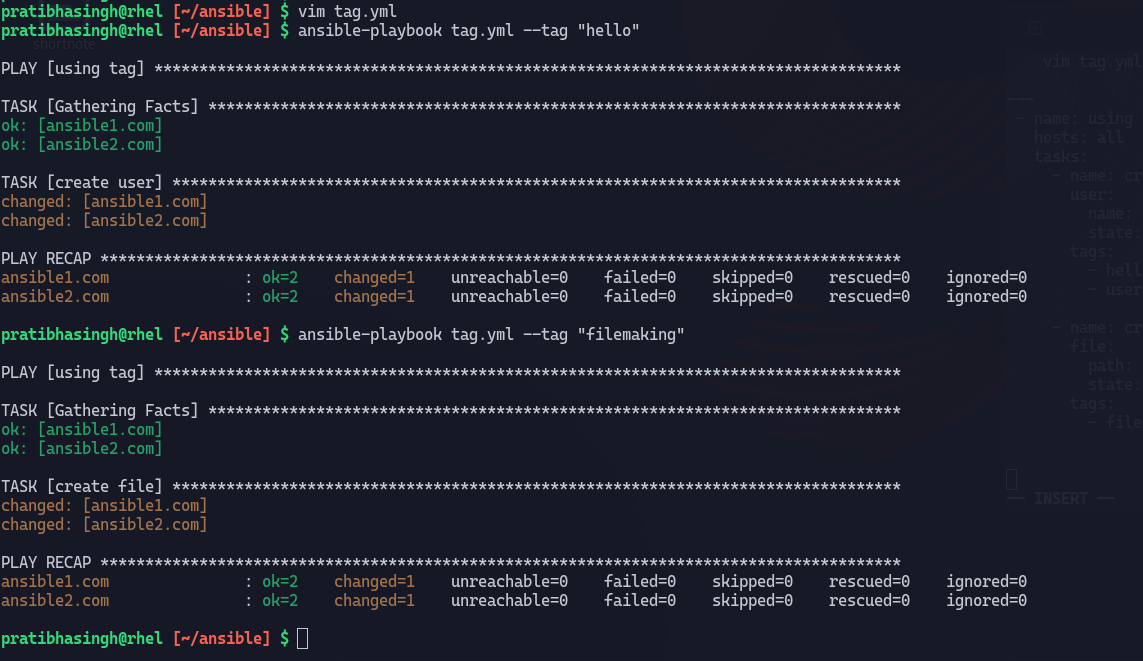 pratibhasingh@rhel [~/ansible] $ vim tag.yml
pratibhasingh@rhel [~/ansible] $ ansible-playbook tag.yml --tag "hello"
shortnote
PLAY [using tag] ***********************************************************************************
TASK [Gathering Facts] *****************************************************************************
ok: [ansible1.com]
ok: [ansible2.com]
TASK [create user] *********************************************************************************
changed: [ansible1.com]
changed: [ansible2.com]
PLAY RECAP *****************************************************************************************
ansible1.com : ok=2 changed=1 unreachable=0 failed=0 skipped=0 rescued=0 ignored=0
ansible2.com : ok=2 changed=1 unreachable=0 failed=0 skipped=0 rescued=0 ignored=0
pratibhasingh@rhel [~/ansible] $ ansible-playbook tag.yml --tag "filemaking"
PLAY [using tag] ***********************************************************************************
TASK [Gathering Facts] *****************************************************************************
ok: [ansible1.com]
ok: [ansible2.com]
TASK [create file] *********************************************************************************
changed: [ansible1.com]
changed: [ansible2.com]
PLAY RECAP *****************************************************************************************
ansible1.com : ok=2 changed=1 unreachable=0 failed=0 skipped=0 rescued=0 ignored=0
ansible2.com : ok=2 changed=1 unreachable=0 failed=0 skipped=0 rescued=0 ignored=0
pratibhasingh@rhel [~/ansible] $
vim tag.yml
---
- name: using
hosts: all
tasks:
- name: cr
user:
name:
state:
tags:
- hell
- user
- name: cr
file:
path:
state:
tags:
- file
-- INSERT --